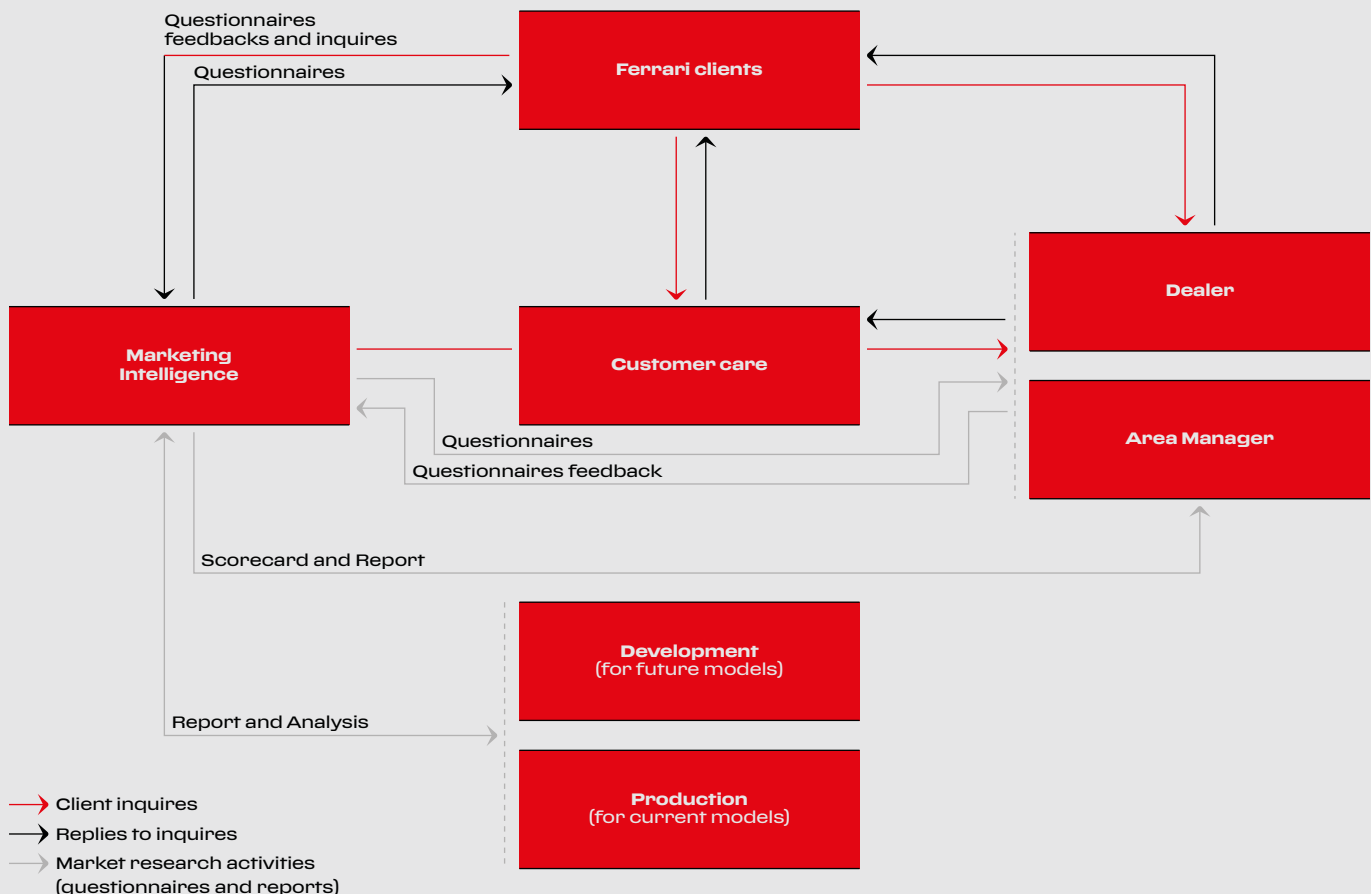 Questionnaires
feedbacks and inquires
Questionnaires
Ferrari clients
Dealer
Marketing
Intelligence
Customer care
Area Manager
Questionnaires
Questionnaires feedback
Scorecard and Report
Development
(for future models)
Report and Analysis
Production
(for current models)
Client inquires
Replies to inquires
Market research activities
(questionnaires and reports)